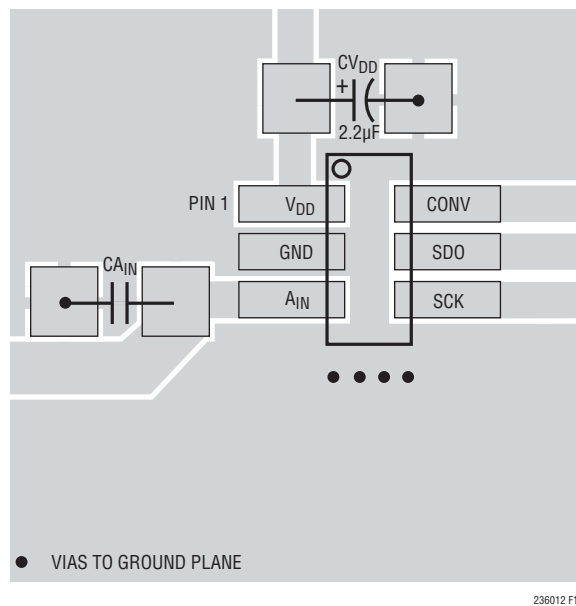 CVDD
+
2.2µF
PIN 1 VDD CONV
GND SDO
CAIN
AIN SCK
VIAS TO GROUND PLANE
236012 F1